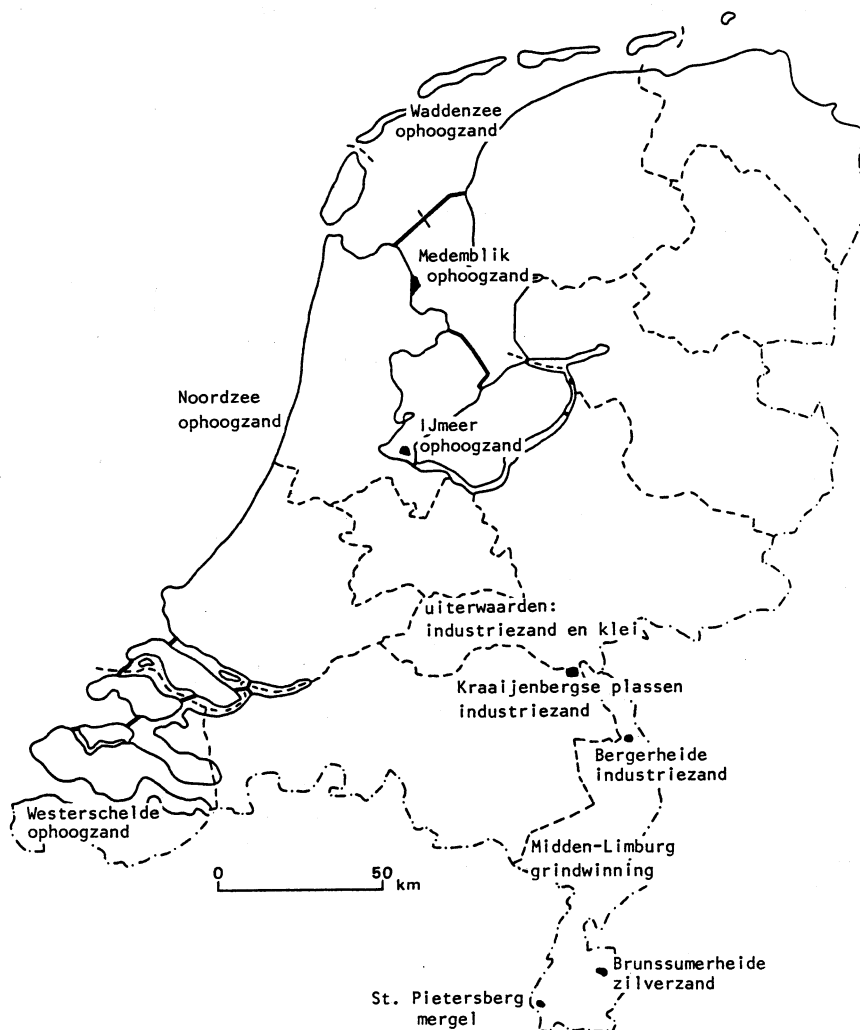 Waddenzee
ophoogzand
Medemblik
ophoogzand
Noordzee
ophoogzand
IJmeer
ophoogzand
uiterwaarden:
industriezand en klei
Kraaijenbergse plassen
industriezand
Bergerheide
industriezand
Westerschelde
ophoogzand
Midden-Limburg
grindwinning
0 50
km
Brunssumerheide
zilverzand
St. Pietersberg
mergel